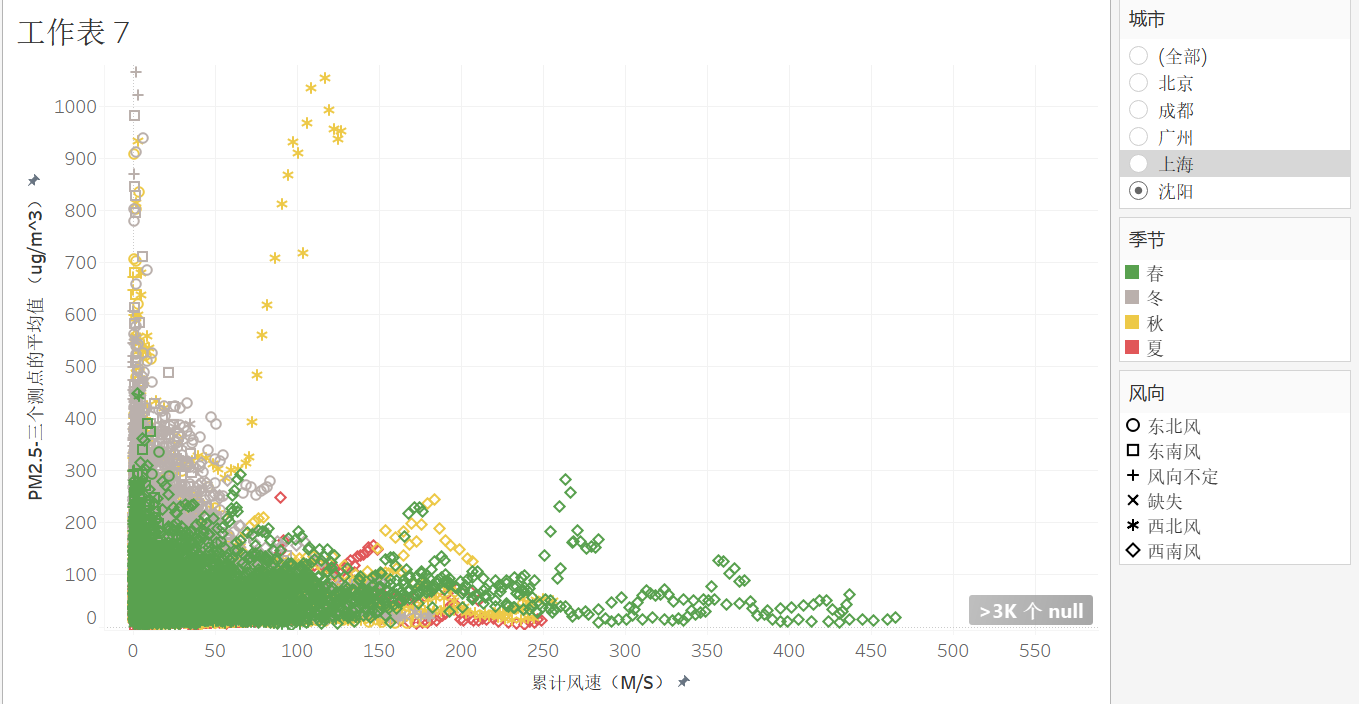 工作表 7
PM2.5-三个测点的平均值（ug/m^3）
1000
900
800
700
600
500
400
300
200
100
0
0 50 100 150 200 250 300 350 400 450 500 550
累计风速（M/S）
>3K 个 null
城市
(全部)
北京
成都
广州
上海
沈阳
季节
春
冬
秋
夏
风向
东北风
东南风
风向不定
缺失
西北风
西南风